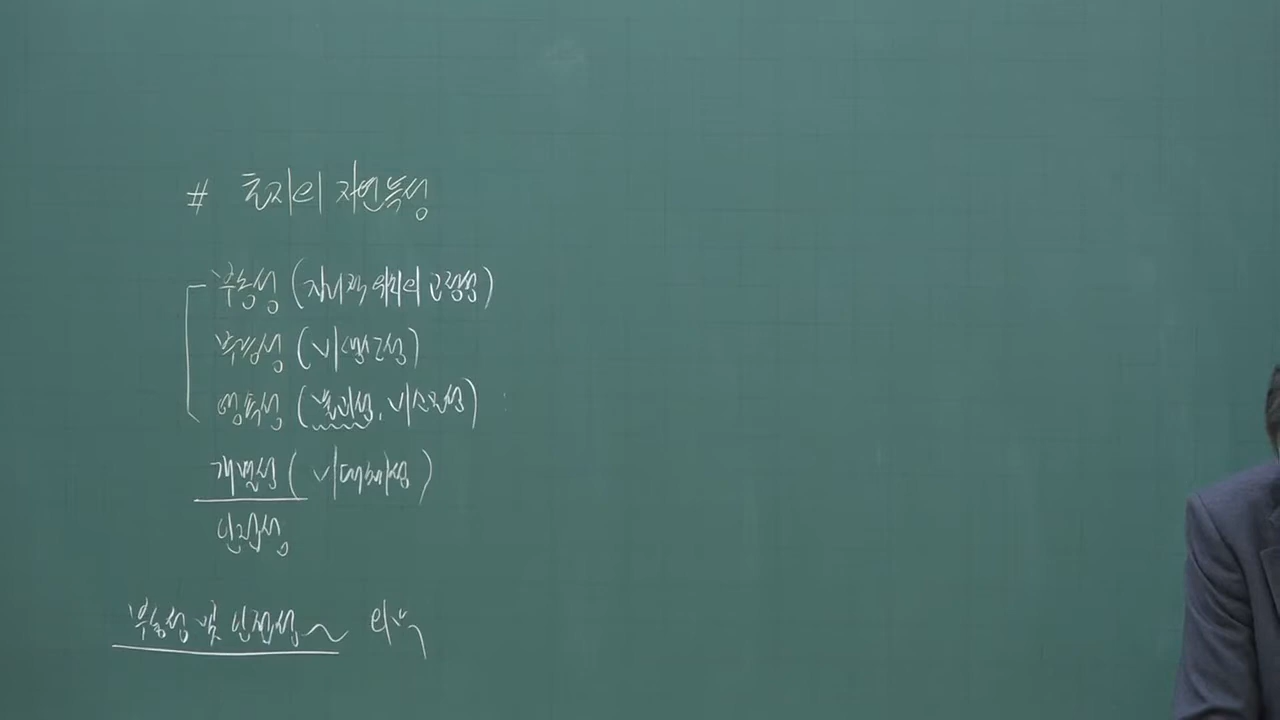 # 토지의 자연특성
부동성 (지리적 위치의 고정성)
부증성 (비생산성)
영속성 (불괴성, 비소모성)
개별성 (비대체성)
인접성
부동성 및 인접성~ 외부